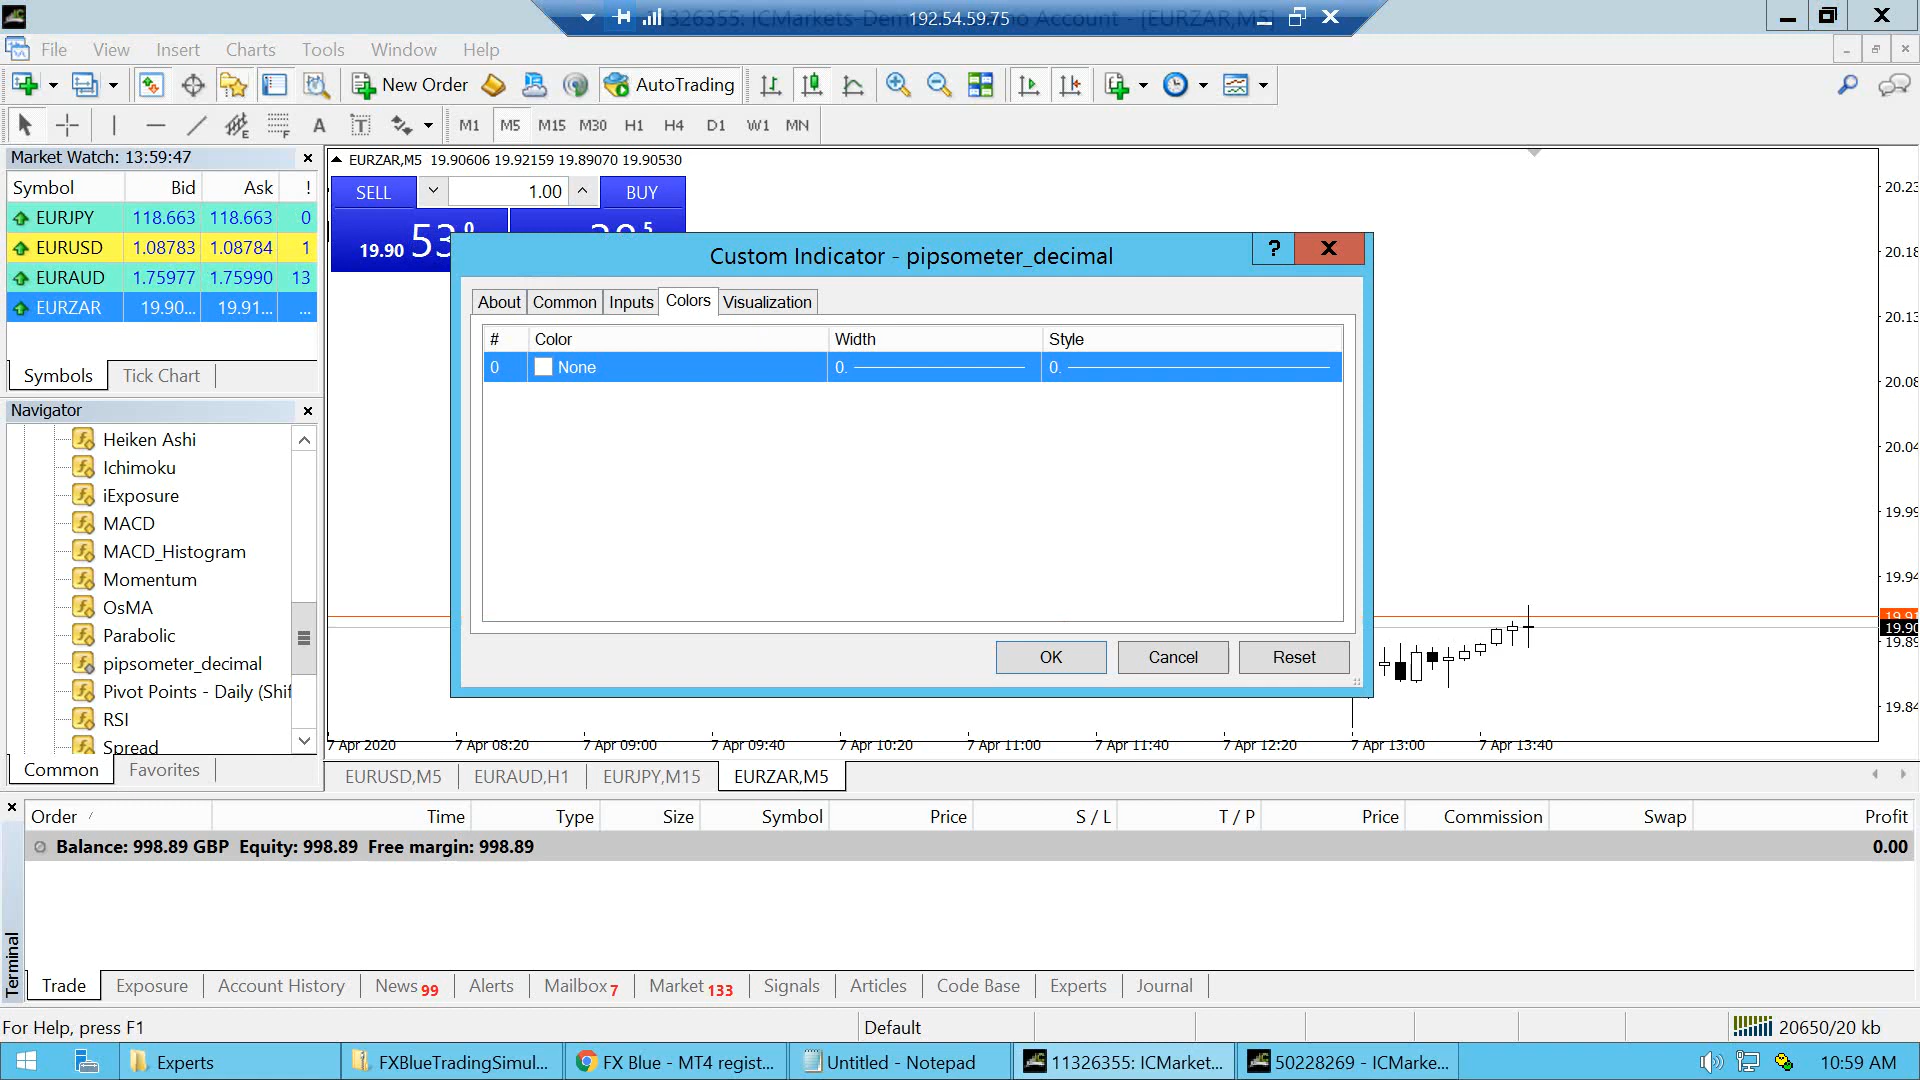 11326355: ICMarkets-Dem 192.54.59.75 no Account - [EURZAR,M5]
File View Insert Charts Tools Window Help
New Order AutoTrading
A T M1 M5 M15 M30 H1 H4 D1 W1 MN
Market Watch: 13:59:47
Symbol Bid Ask !
EURJPY 118.663 118.663 0
EURUSD 1.08783 1.08784 1
EURAUD 1.75977 1.75990 13
EURZAR 19.90... 19.91... ...
Symbols Tick Chart
Navigator
Heiken Ashi
Ichimoku
iExposure
MACD
MACD_Histogram
Momentum
OsMA
Parabolic
pipsometer_decimal
Pivot Points - Daily (Shif
RSI
Spread
Common Favorites
EURZAR,M5 19.90606 19.92159 19.89070 19.90530
SELL 1.00 BUY
19.90 53 0 5
Custom Indicator - pipsometer_decimal
? X
About Common Inputs Colors Visualization
# Color Width Style
0 None 0. 0.
OK Cancel Reset
20.23
20.18
20.13
20.08
20.04
19.99
19.94
19.91
19.90
19.89
19.84
7 Apr 2020 7 Apr 08:20 7 Apr 09:00 7 Apr 09:40 7 Apr 10:20 7 Apr 11:00 7 Apr 11:40 7 Apr 12:20 7 Apr 13:00 7 Apr 13:40
EURUSD,M5 EURAUD,H1 EURJPY,M15 EURZAR,M5
Order / Time Type Size Symbol Price S / L T / P Price Commission Swap Profit
Balance: 998.89 GBP Equity: 998.89 Free margin: 998.89 0.00
Terminal
Trade Exposure Account History News 99 Alerts Mailbox 7 Market 133 Signals Articles Code Base Experts Journal
For Help, press F1 Default 20650/20 kb
Experts FXBlueTradingSimul... FX Blue - MT4 regist... Untitled - Notepad 11326355: ICMarket... 50228269 - ICMarke... 10:59 AM